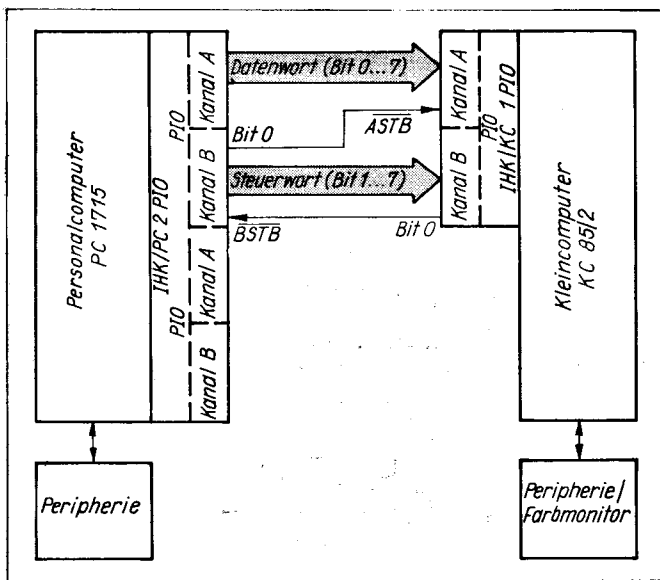 Personalcomputer
PC 1715
IHK/PC 2 PIO
PIO
Kanal A
Kanal B
PIO
Kanal A
Kanal B
Datenwort (Bit 0...7)
Bit 0
ASTB
Steuerwort (Bit 1...7)
BSTB
Bit 0
Kanal A
Kanal B
PIO
IHK/KC 1 PIO
Kleincomputer
KC 85/2
Peripherie
Peripherie/
Farbmonitor